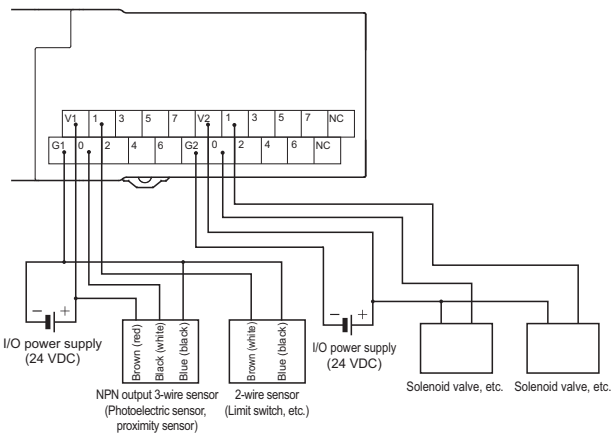 V1 1 3 5 7 V2 1 3 5 7 NC
G1 0 2 4 6 G2 0 2 4 6 NC
− +
I/O power supply
(24 VDC)
Brown (red)
Black (white)
Blue (black)
NPN output 3-wire sensor
(Photoelectric sensor,
proximity sensor)
Brown (white)
Blue (black)
2-wire sensor
(Limit switch, etc.)
− +
I/O power supply
(24 VDC)
Solenoid valve, etc.
Solenoid valve, etc.